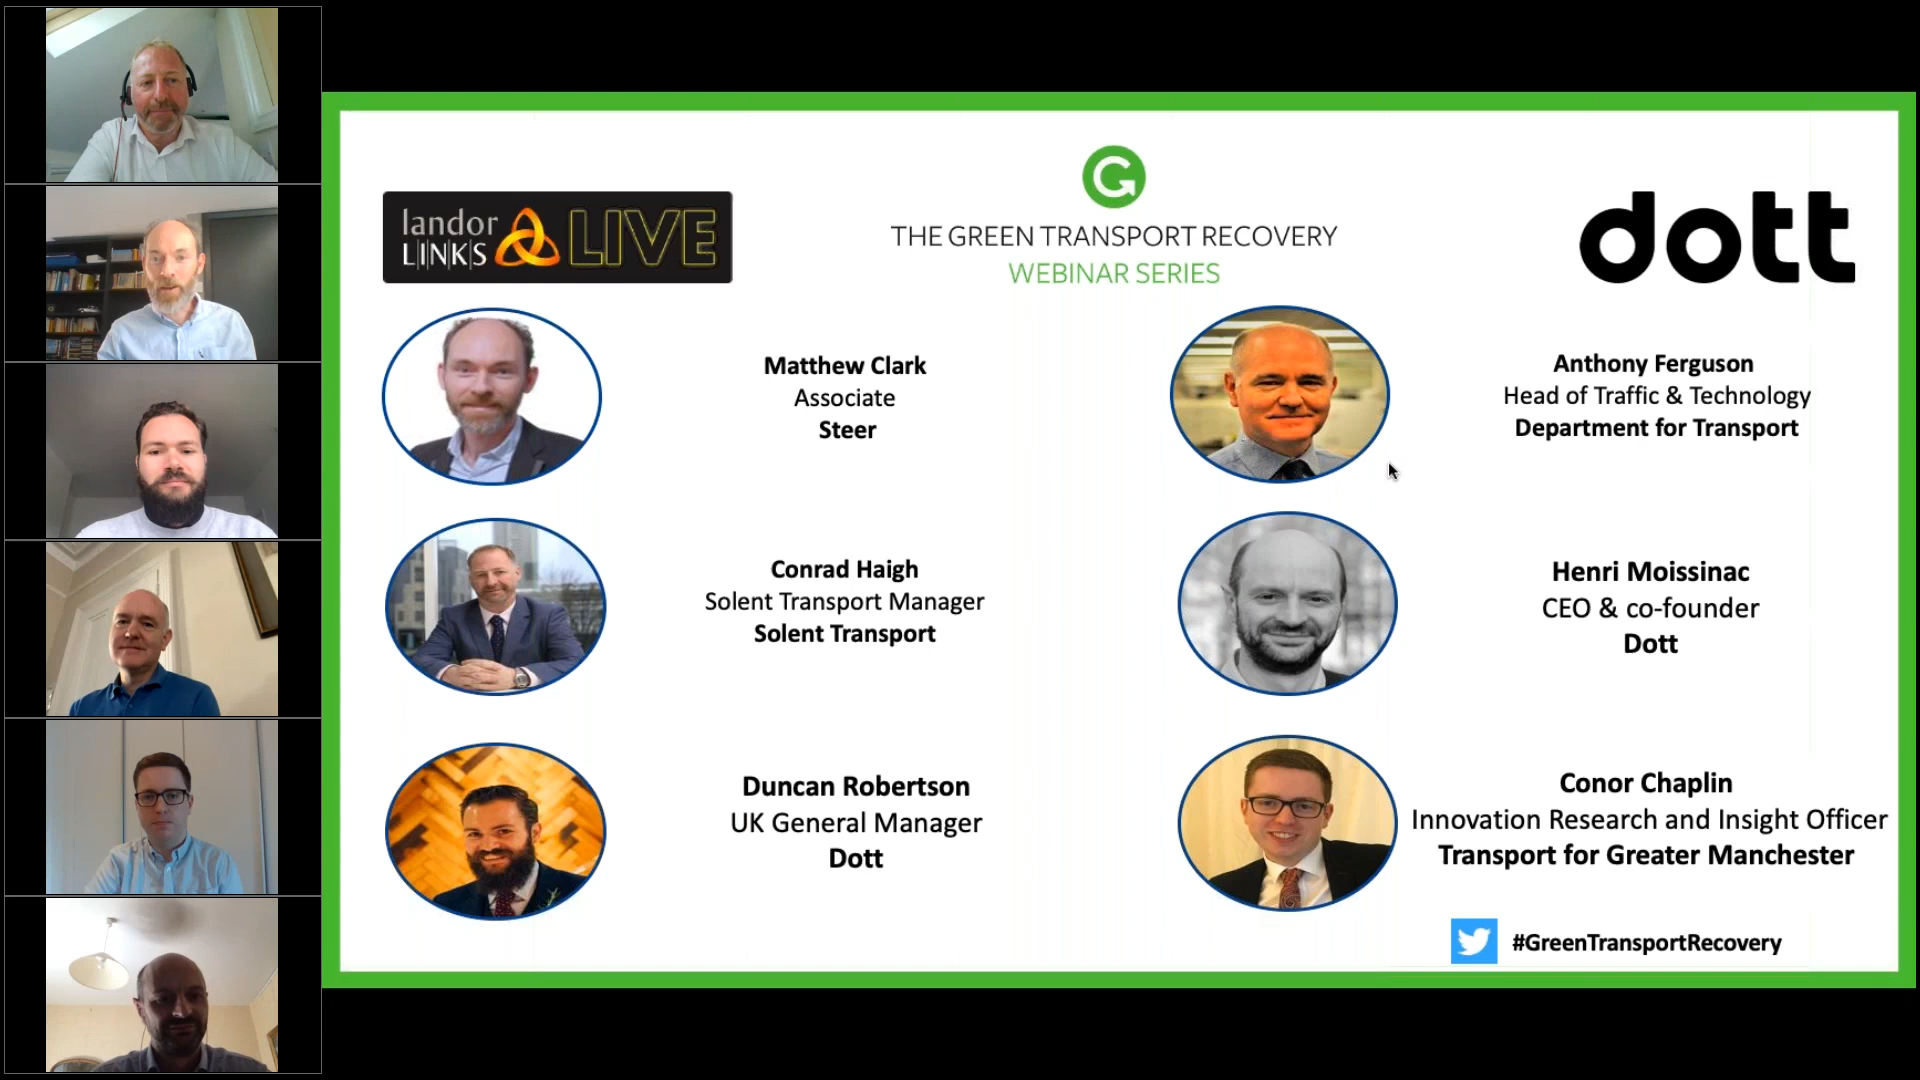 landor
LINKS
LIVE
THE GREEN TRANSPORT RECOVERY
WEBINAR SERIES
dott
Matthew Clark
Associate
Steer
Anthony Ferguson
Head of Traffic & Technology
Department for Transport
Conrad Haigh
Solent Transport Manager
Solent Transport
Henri Moissinac
CEO & co-founder
Dott
Duncan Robertson
UK General Manager
Dott
Conor Chaplin
Innovation Research and Insight Officer
Transport for Greater Manchester
#GreenTransportRecovery